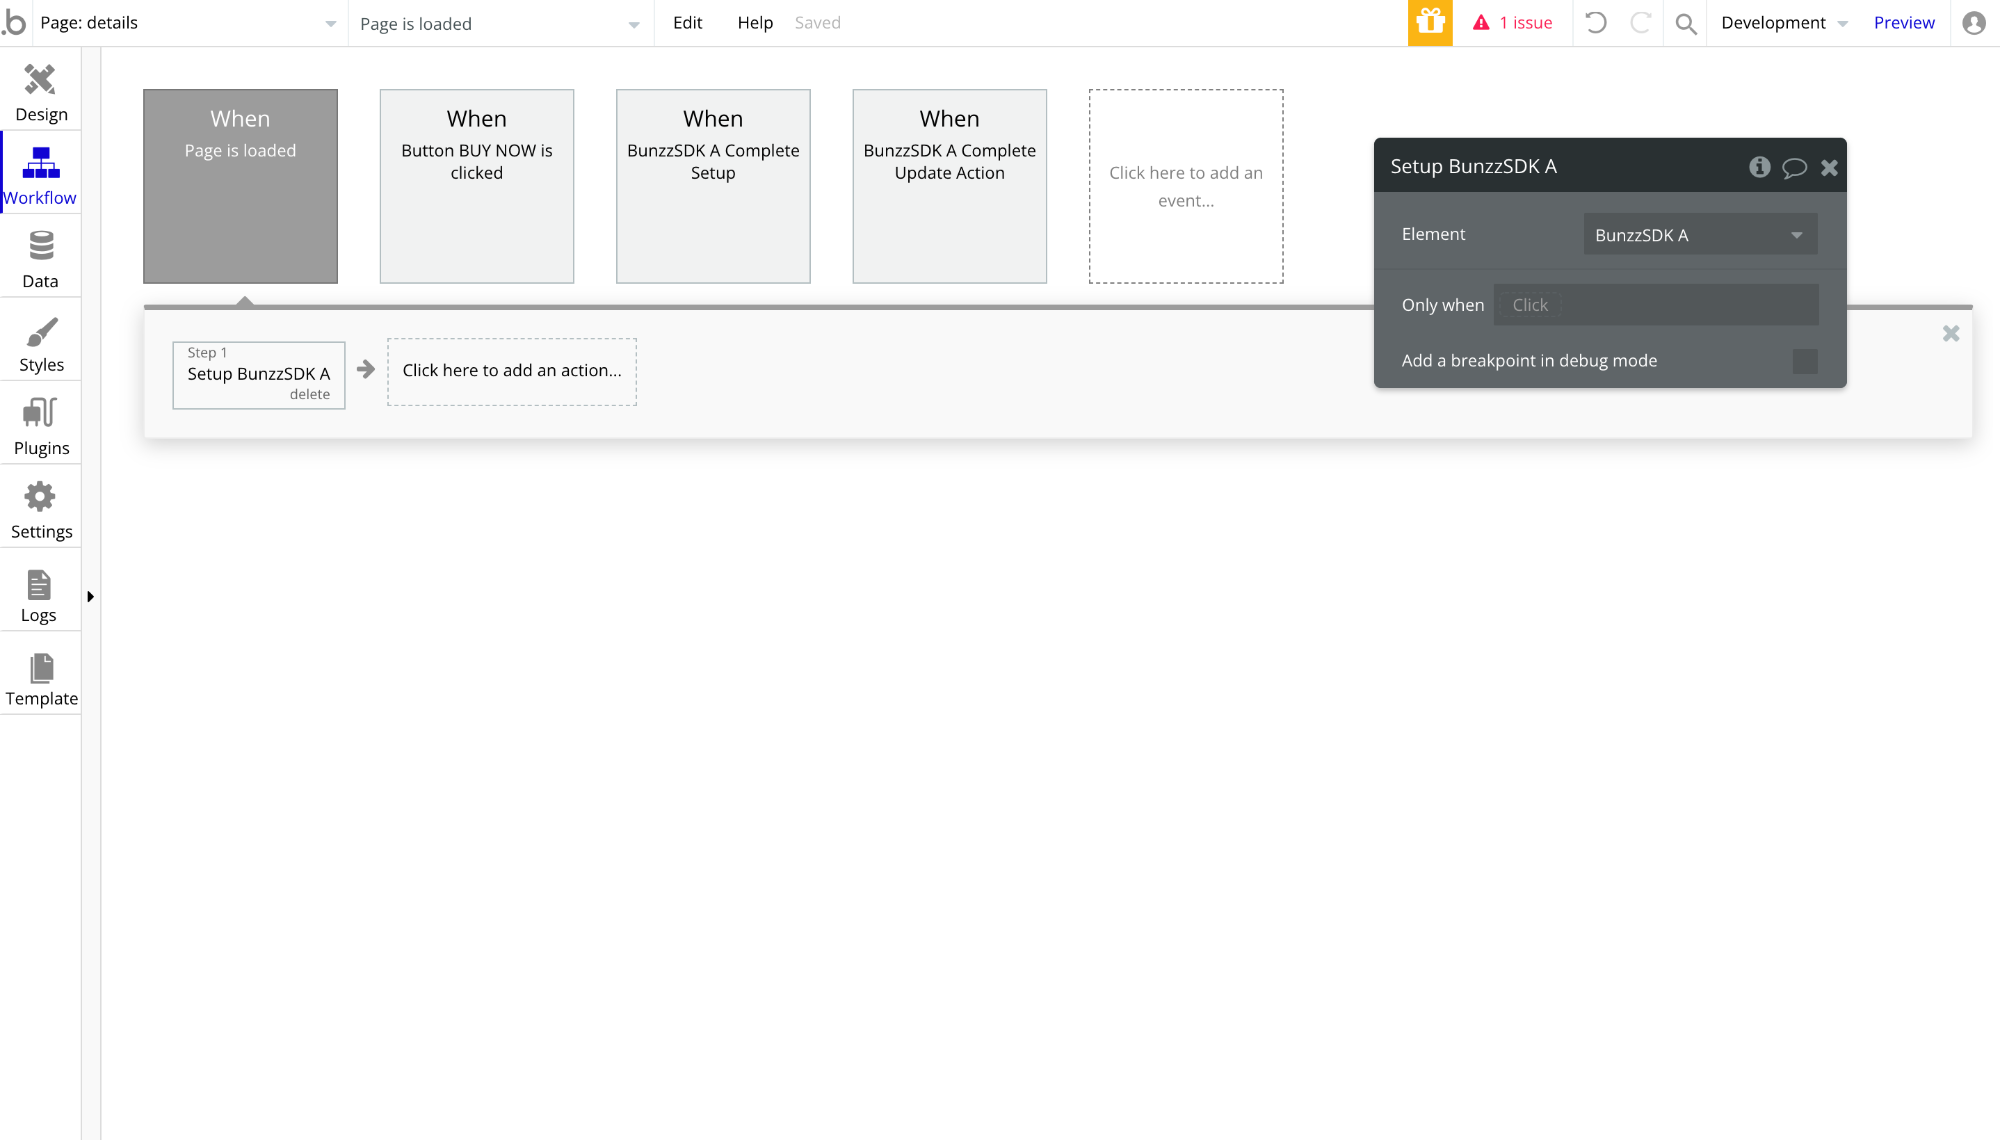 .b
Page: details
Page is loaded
Edit
Help
Saved
1 issue
Development
Preview
Design
Workflow
Data
Styles
Plugins
Settings
Logs
Template
When
Page is loaded
When
Button BUY NOW is
clicked
When
BunzzSDK A Complete
Setup
When
BunzzSDK A Complete
Update Action
Click here to add an
event...
Step 1
Setup BunzzSDK A
delete
Click here to add an action...
Setup BunzzSDK A
Element
BunzzSDK A
Only when
Click
Add a breakpoint in debug mode